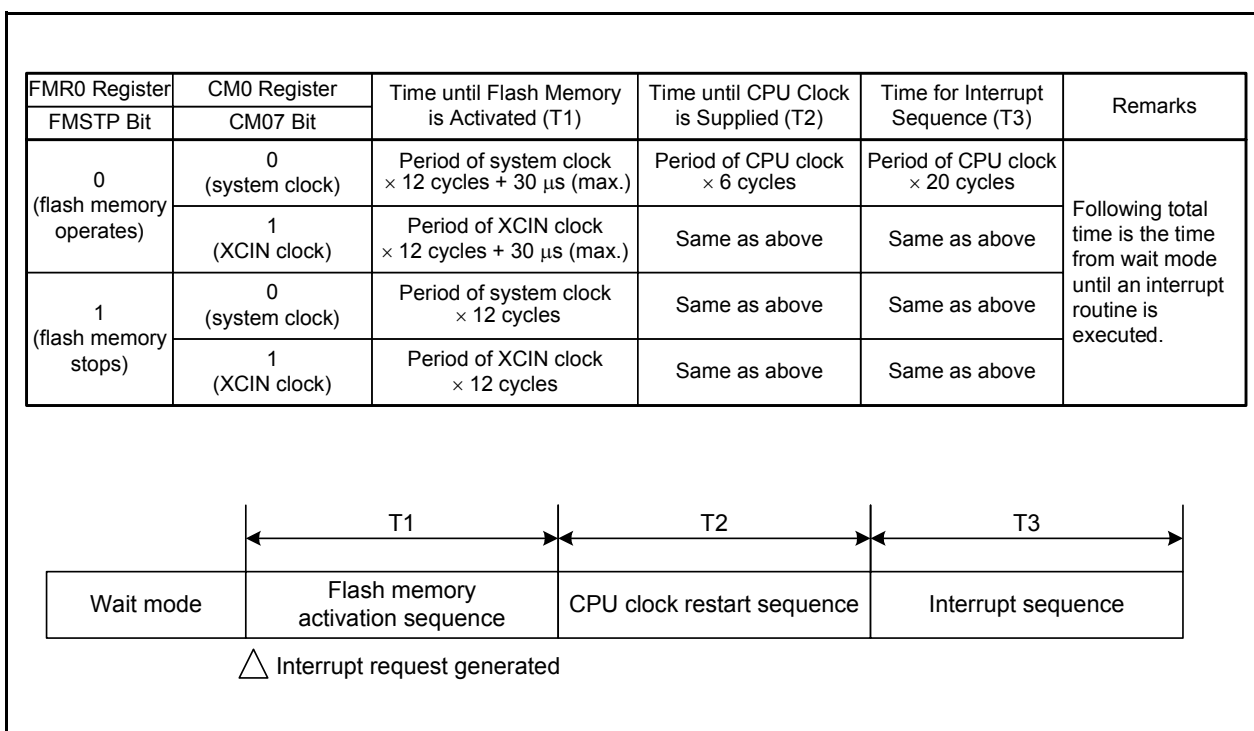 FMR0 Register
CM0 Register
Time until Flash Memory
is Activated (T1)
Time until CPU Clock
is Supplied (T2)
Time for Interrupt
Sequence (T3)
Remarks
FMSTP Bit
CM07 Bit
0
(flash memory
operates)
0
(system clock)
Period of system clock
× 12 cycles + 30 μs (max.)
Period of CPU clock
× 6 cycles
Period of CPU clock
× 20 cycles
Following total
time is the time
from wait mode
until an interrupt
routine is
executed.
1
(XCIN clock)
Period of XCIN clock
× 12 cycles + 30 μs (max.)
Same as above
Same as above
1
(flash memory
stops)
0
(system clock)
Period of system clock
× 12 cycles
Same as above
Same as above
1
(XCIN clock)
Period of XCIN clock
× 12 cycles
Same as above
Same as above
T1
T2
T3
Wait mode
Flash memory
activation sequence
CPU clock restart sequence
Interrupt sequence
Interrupt request generated